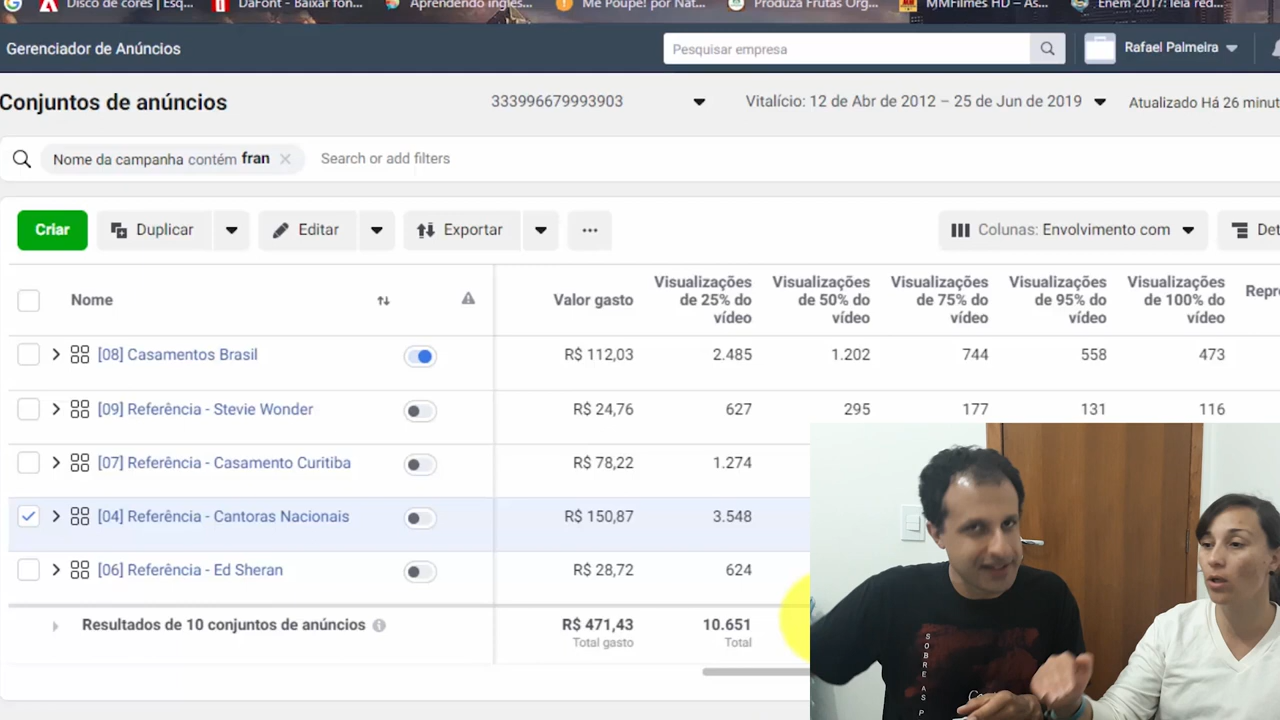 Disco de cores | Esq...
DaFont - Baixar fon...
Aprendendo inglês...
Me Poupe! por Nat...
Produza Frutas Org...
MMFilmes HD – As...
Enem 2017: leia red...
Gerenciador de Anúncios
Pesquisar empresa
Rafael Palmeira
Conjuntos de anúncios
333996679993903
Vitalício: 12 de Abr de 2012 – 25 de Jun de 2019
Atualizado Há 26 minut
Nome da campanha contém fran
Search or add filters
Criar
Duplicar
Editar
Exportar
Colunas: Envolvimento com
Det
Nome
Valor gasto
Visualizações de 25% do vídeo
Visualizações de 50% do vídeo
Visualizações de 75% do vídeo
Visualizações de 95% do vídeo
Visualizações de 100% do vídeo
Repr
[08] Casamentos Brasil R$ 112,03 2.485 1.202 744 558 473
[09] Referência - Stevie Wonder R$ 24,76 627 295 177 131 116
[07] Referência - Casamento Curitiba R$ 78,22 1.274
[04] Referência - Cantoras Nacionais R$ 150,87 3.548
[06] Referência - Ed Sheran R$ 28,72 624
Resultados de 10 conjuntos de anúncios R$ 471,43 10.651
Total gasto Total
SOBRE AS P